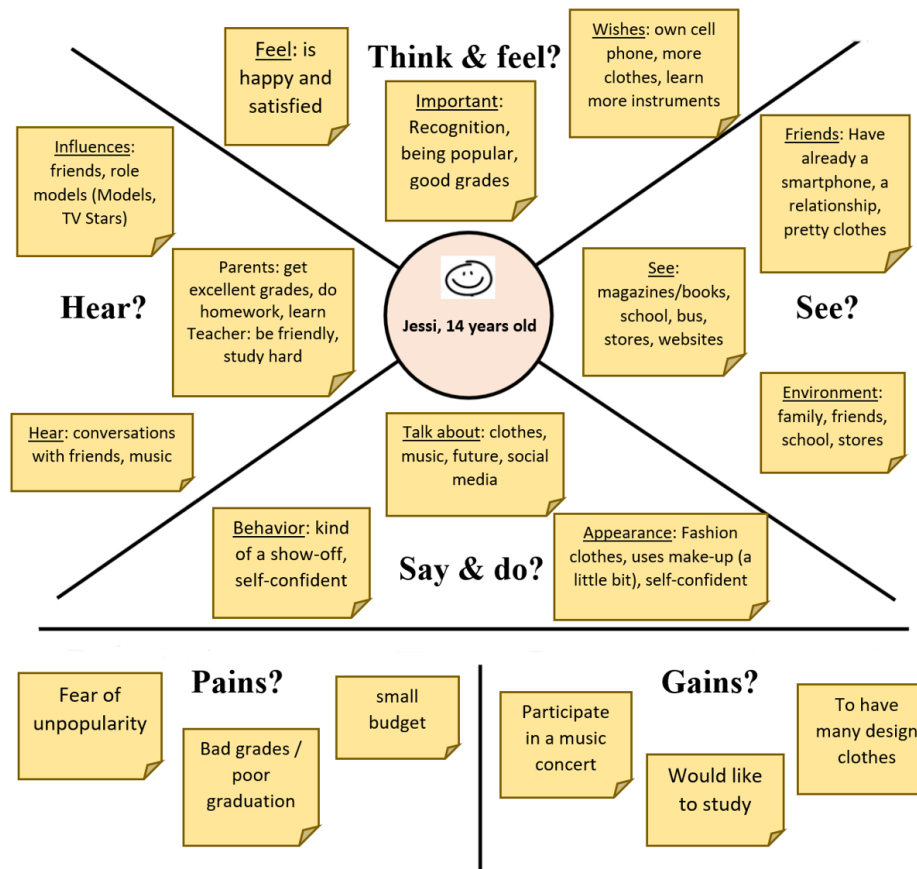 Think & feel?
Feel: is
happy and
satisfied
Important:
Recognition,
being popular,
good grades
Wishes: own cell
phone, more
clothes, learn
more instruments
Hear?
Influences:
friends, role
models (Models,
TV Stars)
Parents: get
excellent grades, do
homework, learn
Teacher: be friendly,
study hard
Hear: conversations
with friends, music
Jessi, 14 years old
See?
Friends: Have
already a
smartphone, a
relationship,
pretty clothes
See:
magazines/books,
school, bus,
stores, websites
Environment:
family, friends,
school, stores
Say & do?
Talk about: clothes,
music, future, social
media
Behavior: kind
of a show-off,
self-confident
Appearance: Fashion
clothes, uses make-up (a
little bit), self-confident
Pains?
Fear of
unpopularity
Bad grades /
poor
graduation
small
budget
Gains?
Participate
in a music
concert
Would like
to study
To have
many design
clothes